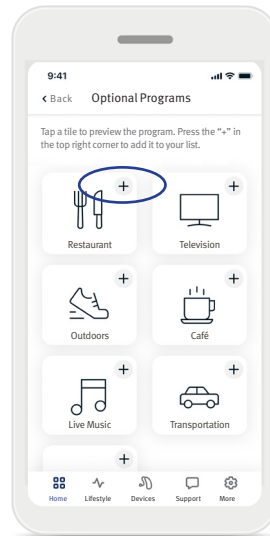 9:41
Back Optional Programs
Tap a tile to preview the program. Press the “+” in
the top right corner to add it to your list.
+ +
Restaurant Television
+ +
Outdoors Café
+ +
Live Music Transportation
+
Home Lifestyle Devices Support More